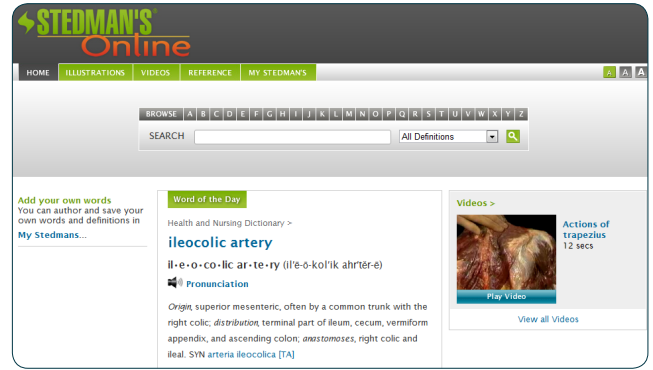 STEDMAN'S
Online
HOME ILLUSTRATIONS VIDEOS REFERENCE MY STEDMAN'S
A A A
BROWSE A B C D E F G H I J K L M N O P Q R S T U V W X Y Z
SEARCH All Definitions
Add your own words
You can author and save your
own words and definitions in
My Stedmans...
Word of the Day
Health and Nursing Dictionary >
ileocolic artery
il•e•o•co•lic ar•te•ry (il'ē-ō-kol'ik ahr'tĕr-ē)
Pronunciation
Origin, superior mesenteric, often by a common trunk with the
right colic; distribution, terminal part of ileum, cecum, vermiform
appendix, and ascending colon; anastomoses, right colic and
ileal. SYN arteria ileocolica [TA]
Videos >
Actions of
trapezius
12 secs
Play Video
View all Videos